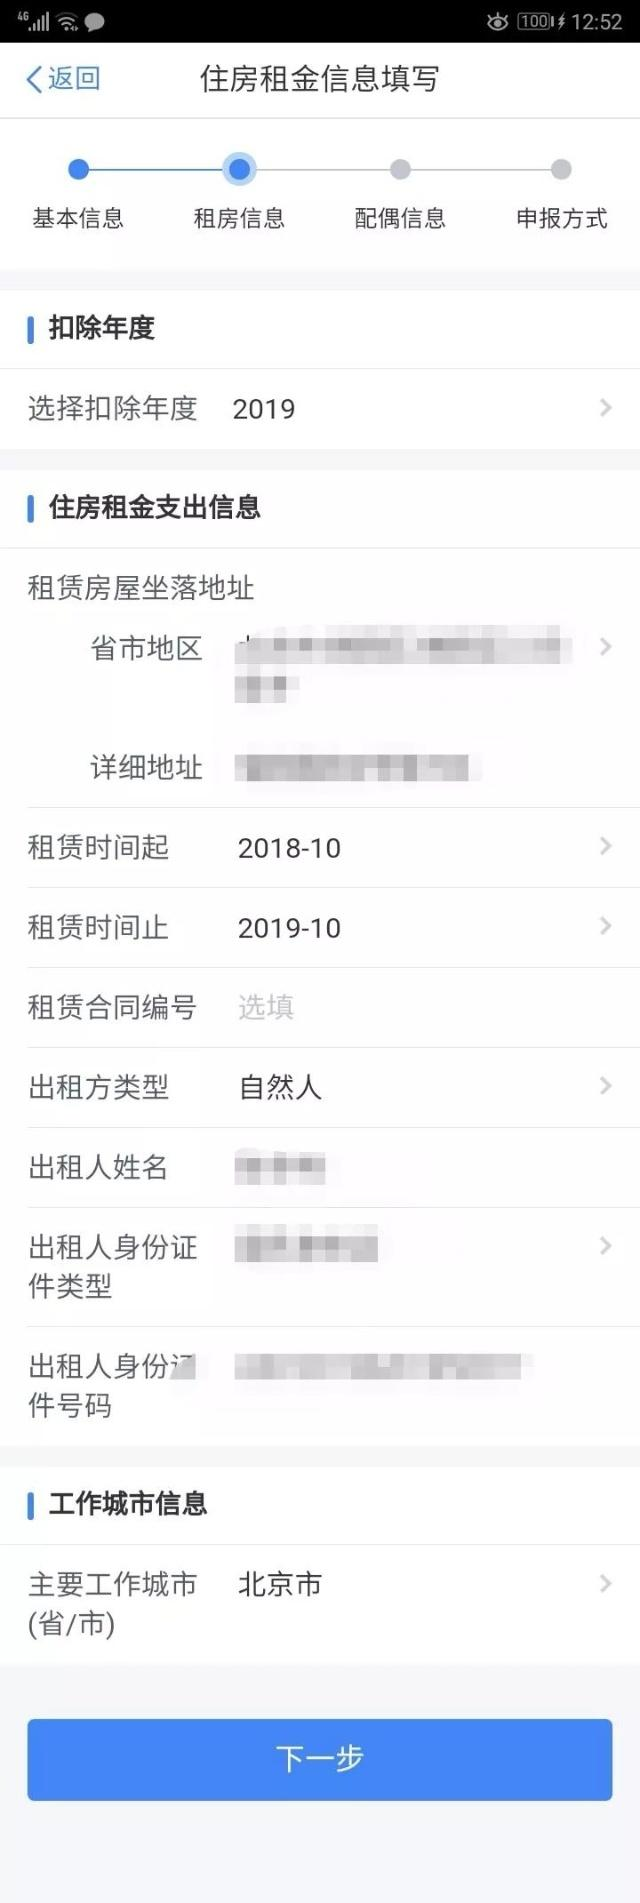 4G 100 12:52
返回 住房租金信息填写
基本信息 租房信息 配偶信息 申报方式
扣除年度
选择扣除年度 2019
住房租金支出信息
租赁房屋坐落地址
省市地区
详细地址
租赁时间起 2018-10
租赁时间止 2019-10
租赁合同编号 选填
出租方类型 自然人
出租人姓名
出租人身份证
件类型
出租人身份证
件号码
工作城市信息
主要工作城市 北京市
(省/市)
下一步